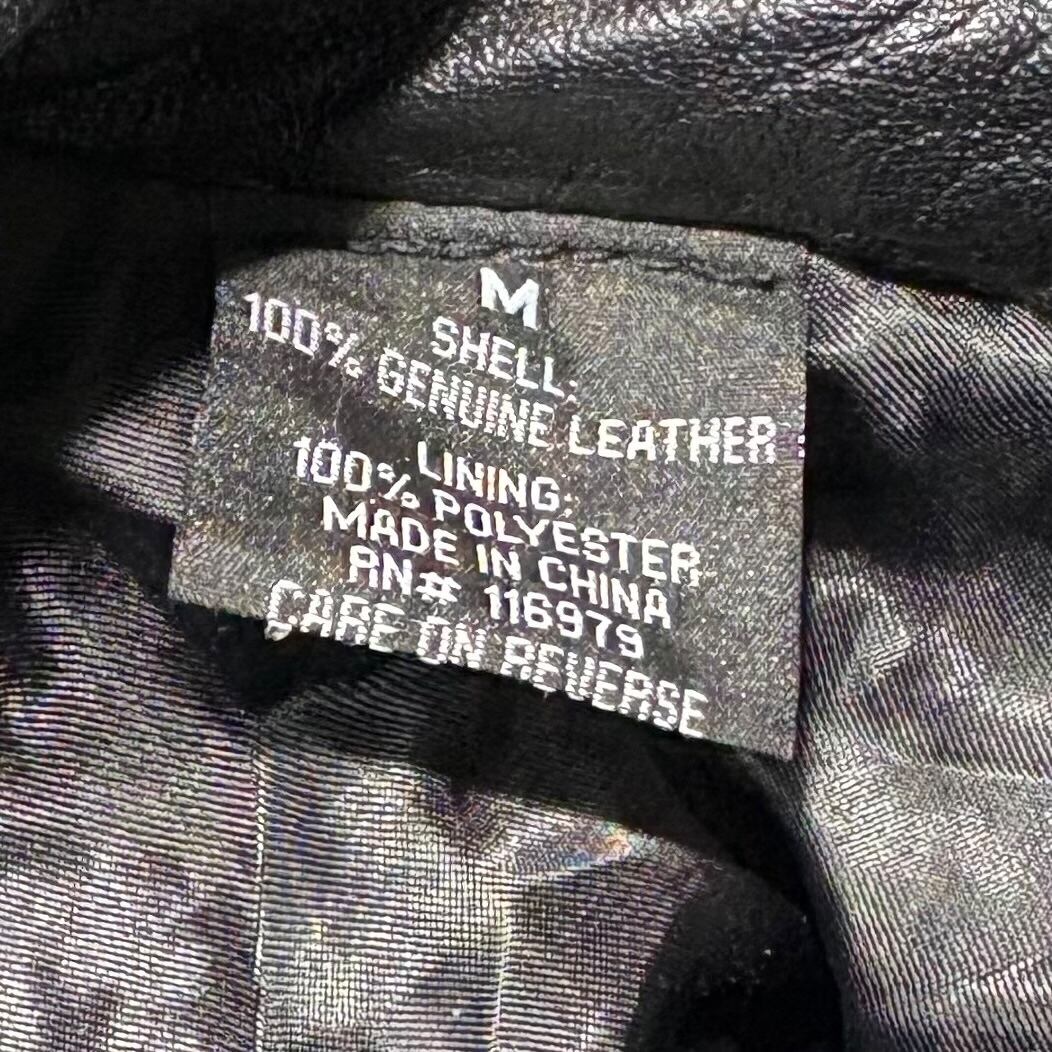 M
SHELL:
100% GENUINE LEATHER
LINING:
100% POLYESTER
MADE IN CHINA
RN# 116979
CARE ON REVERSE